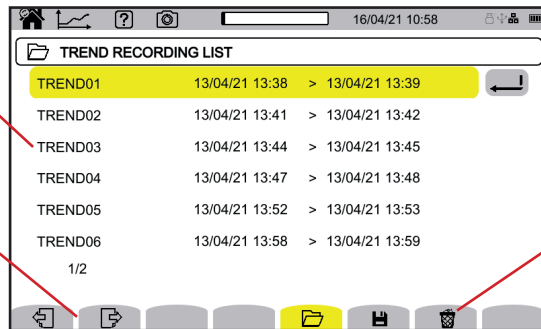 ? 16/04/21 10:58
TREND RECORDING LIST
TREND01 13/04/21 13:38 > 13/04/21 13:39
TREND02 13/04/21 13:41 > 13/04/21 13:42
TREND03 13/04/21 13:44 > 13/04/21 13:45
TREND04 13/04/21 13:47 > 13/04/21 13:48
TREND05 13/04/21 13:52 > 13/04/21 13:53
TREND06 13/04/21 13:58 > 13/04/21 13:59
1/2